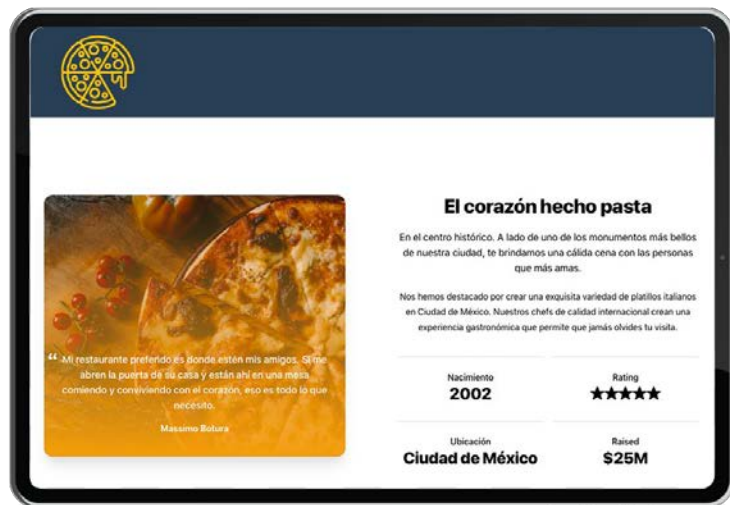 El corazón hecho pasta
En el centro histórico. A lado de uno de los monumentos más bellos
de nuestra ciudad, te brindamos una cálida cena con las personas
que más amas.
Nos hemos destacado por crear una exquisita variedad de platillos italianos
en Ciudad de México. Nuestros chefs de calidad internacional crean una
experiencia gastronómica que permite que jamás olvides tu visita.
“ Mi restaurante preferido es donde estén mis amigos. Si me
abren la puerta de su casa y están ahí en una mesa
comiendo y conviviendo con el corazón, eso es todo lo que
necesito.
Massimo Botura
Nacimiento
2002
Rating
★★★★★
Ubicación
Ciudad de México
Raised
$25M